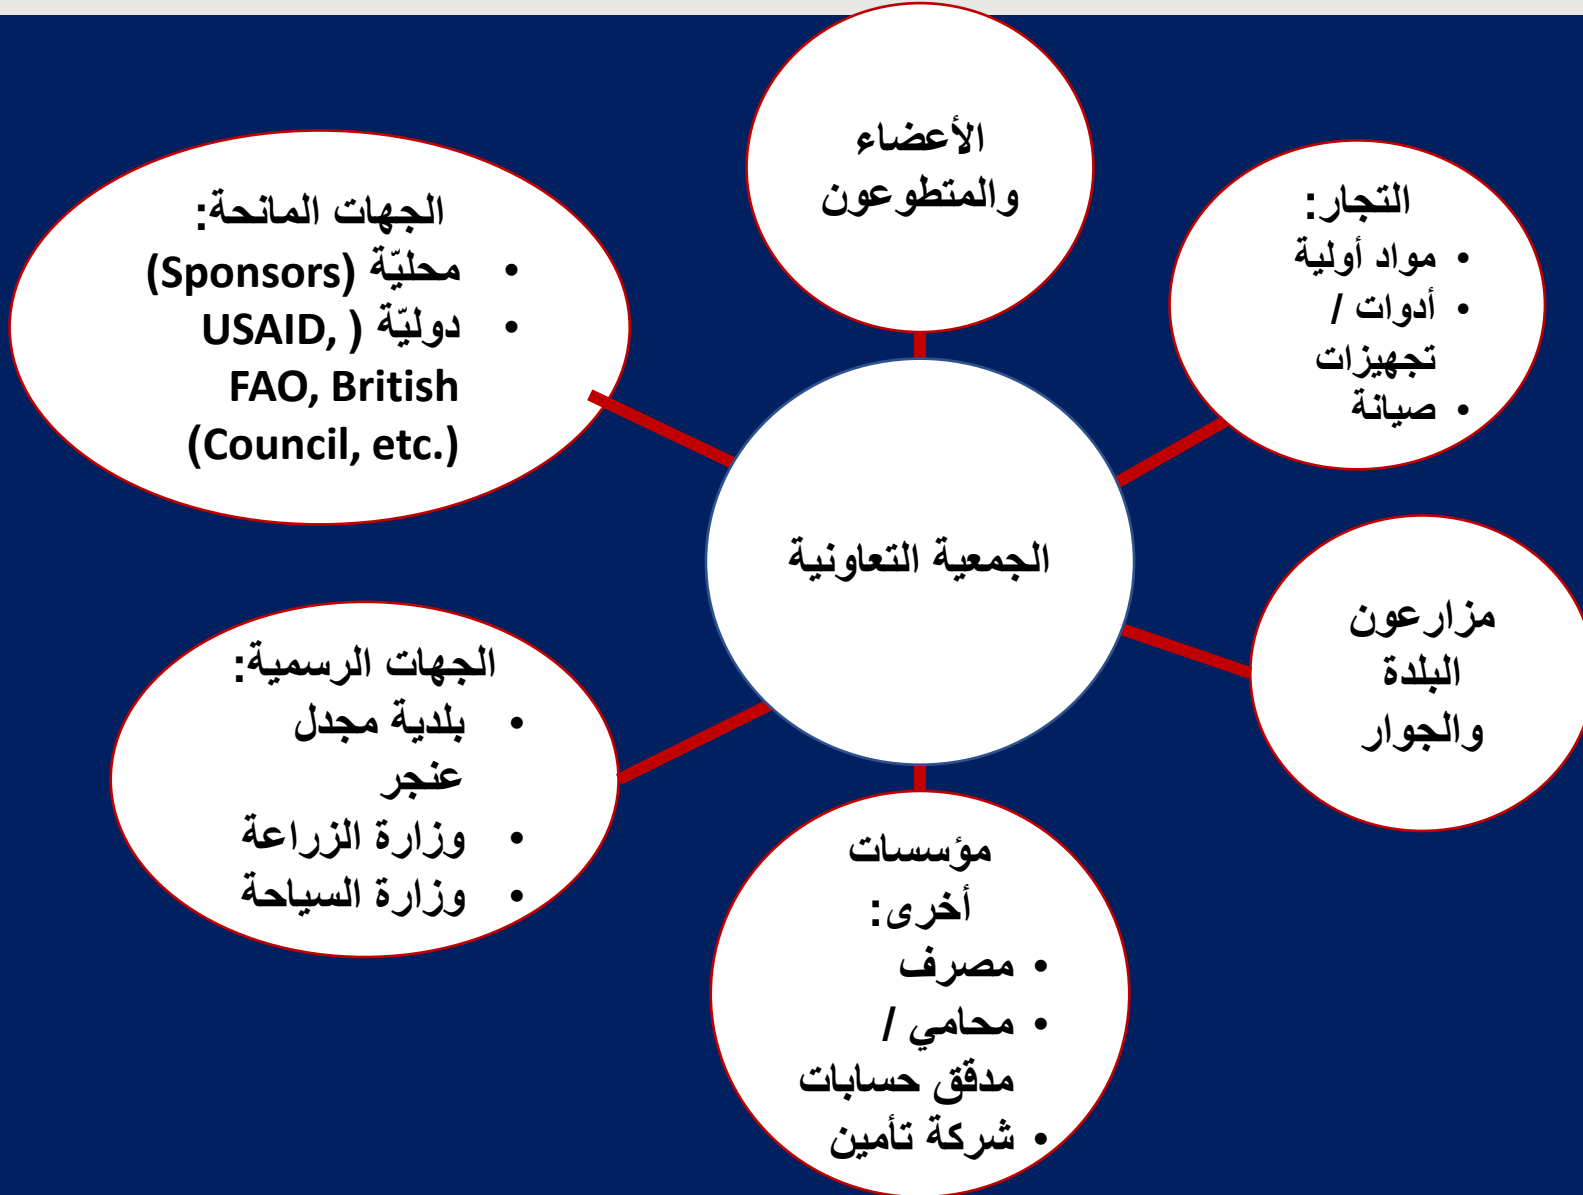 الأعضاء
والمتطوعون
التجار:
• مواد أولية
• أدوات /
تجهيزات
• صيانة
الجهات المانحة:
• محليّة (Sponsors)
• دوليّة ( USAID,
FAO, British
(Council, etc.)
الجمعية التعاونية
مزارعون
البلدة
والجوار
الجهات الرسمية:
• بلدية مجدل
عنجر
• وزارة الزراعة
• وزارة السياحة
مؤسسات
أخرى:
• مصرف
• محامي /
مدقق حسابات
• شركة تأمين